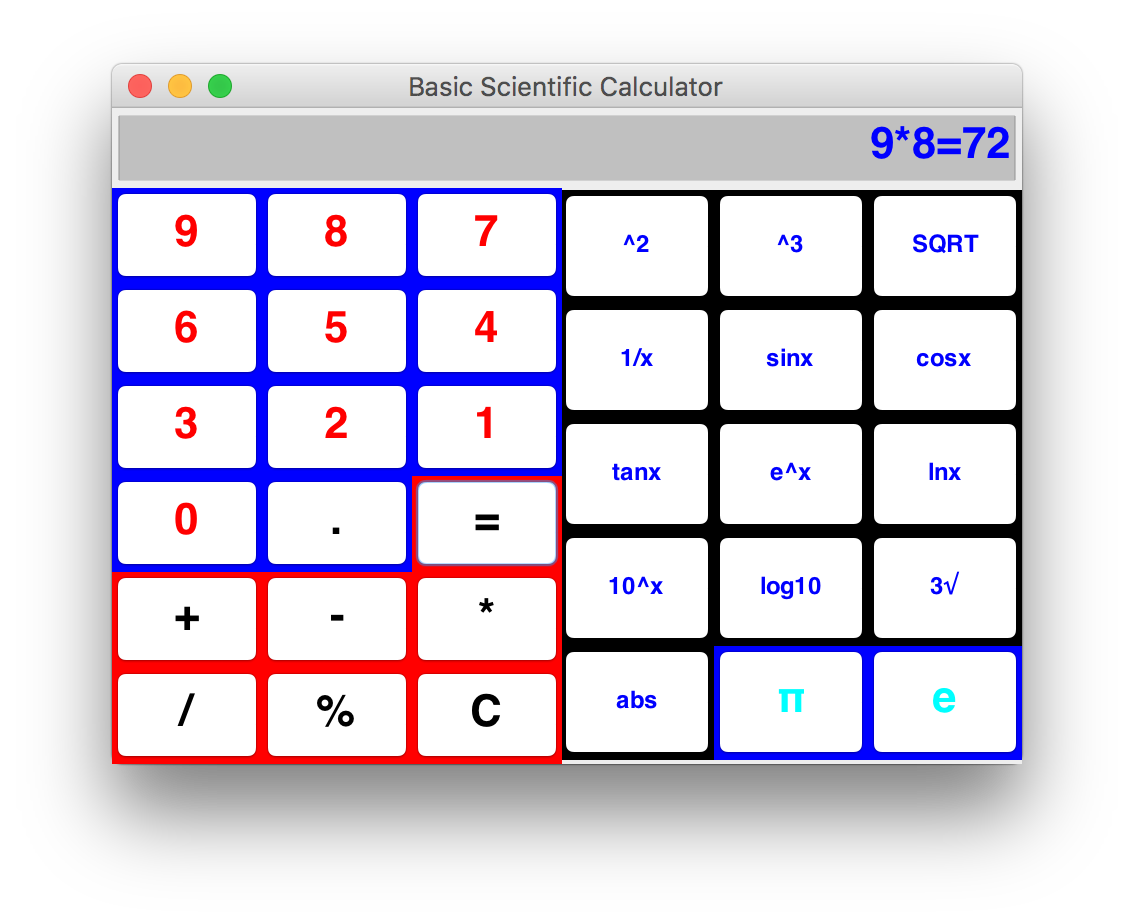 Basic Scientific Calculator
9*8=72
9 8 7
^2 ^3 SQRT
6 5 4
1/x sinx cosx
3 2 1
tanx e^x lnx
0 . =
10^x log10 3√
+ - *
/ % C
abs π e